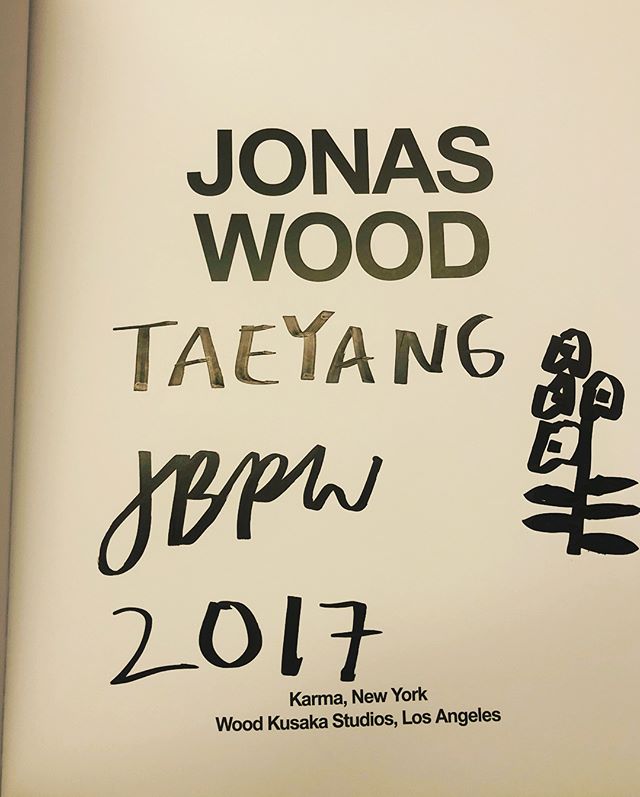 JONAS
WOOD
TAEYANG
JBPW
2017
Karma, New York
Wood Kusaka Studios, Los Angeles